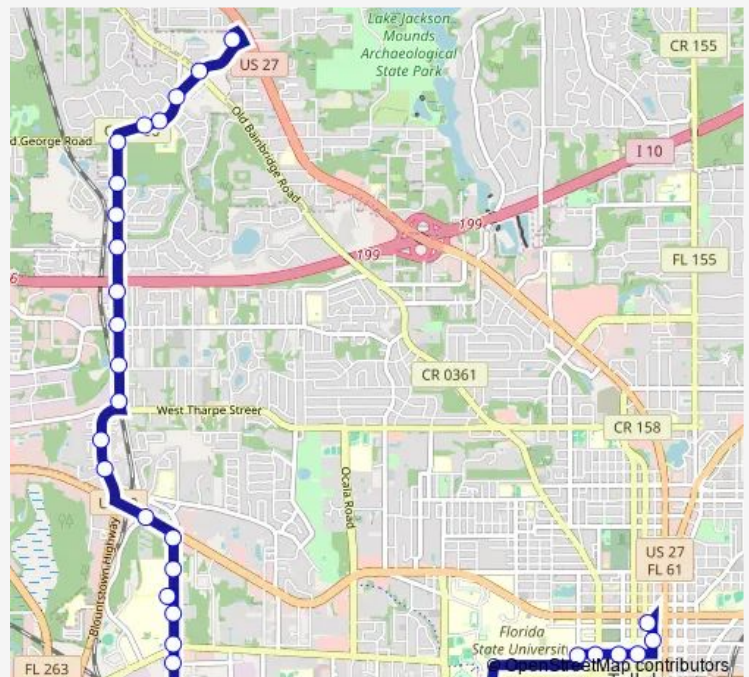 Lake Jackson
Mounds
Archaeological
State Park
CR 155
US 27
Old Bainbridge Road
d George Road
I 10
199
199
FL 155
6
CR 0361
West Tharpe Street
CR 158
Ocala Road
Blountstown Highway
US 27
FL 61
Florida
State Universit
FL 263
© OpenStreetMap contributors